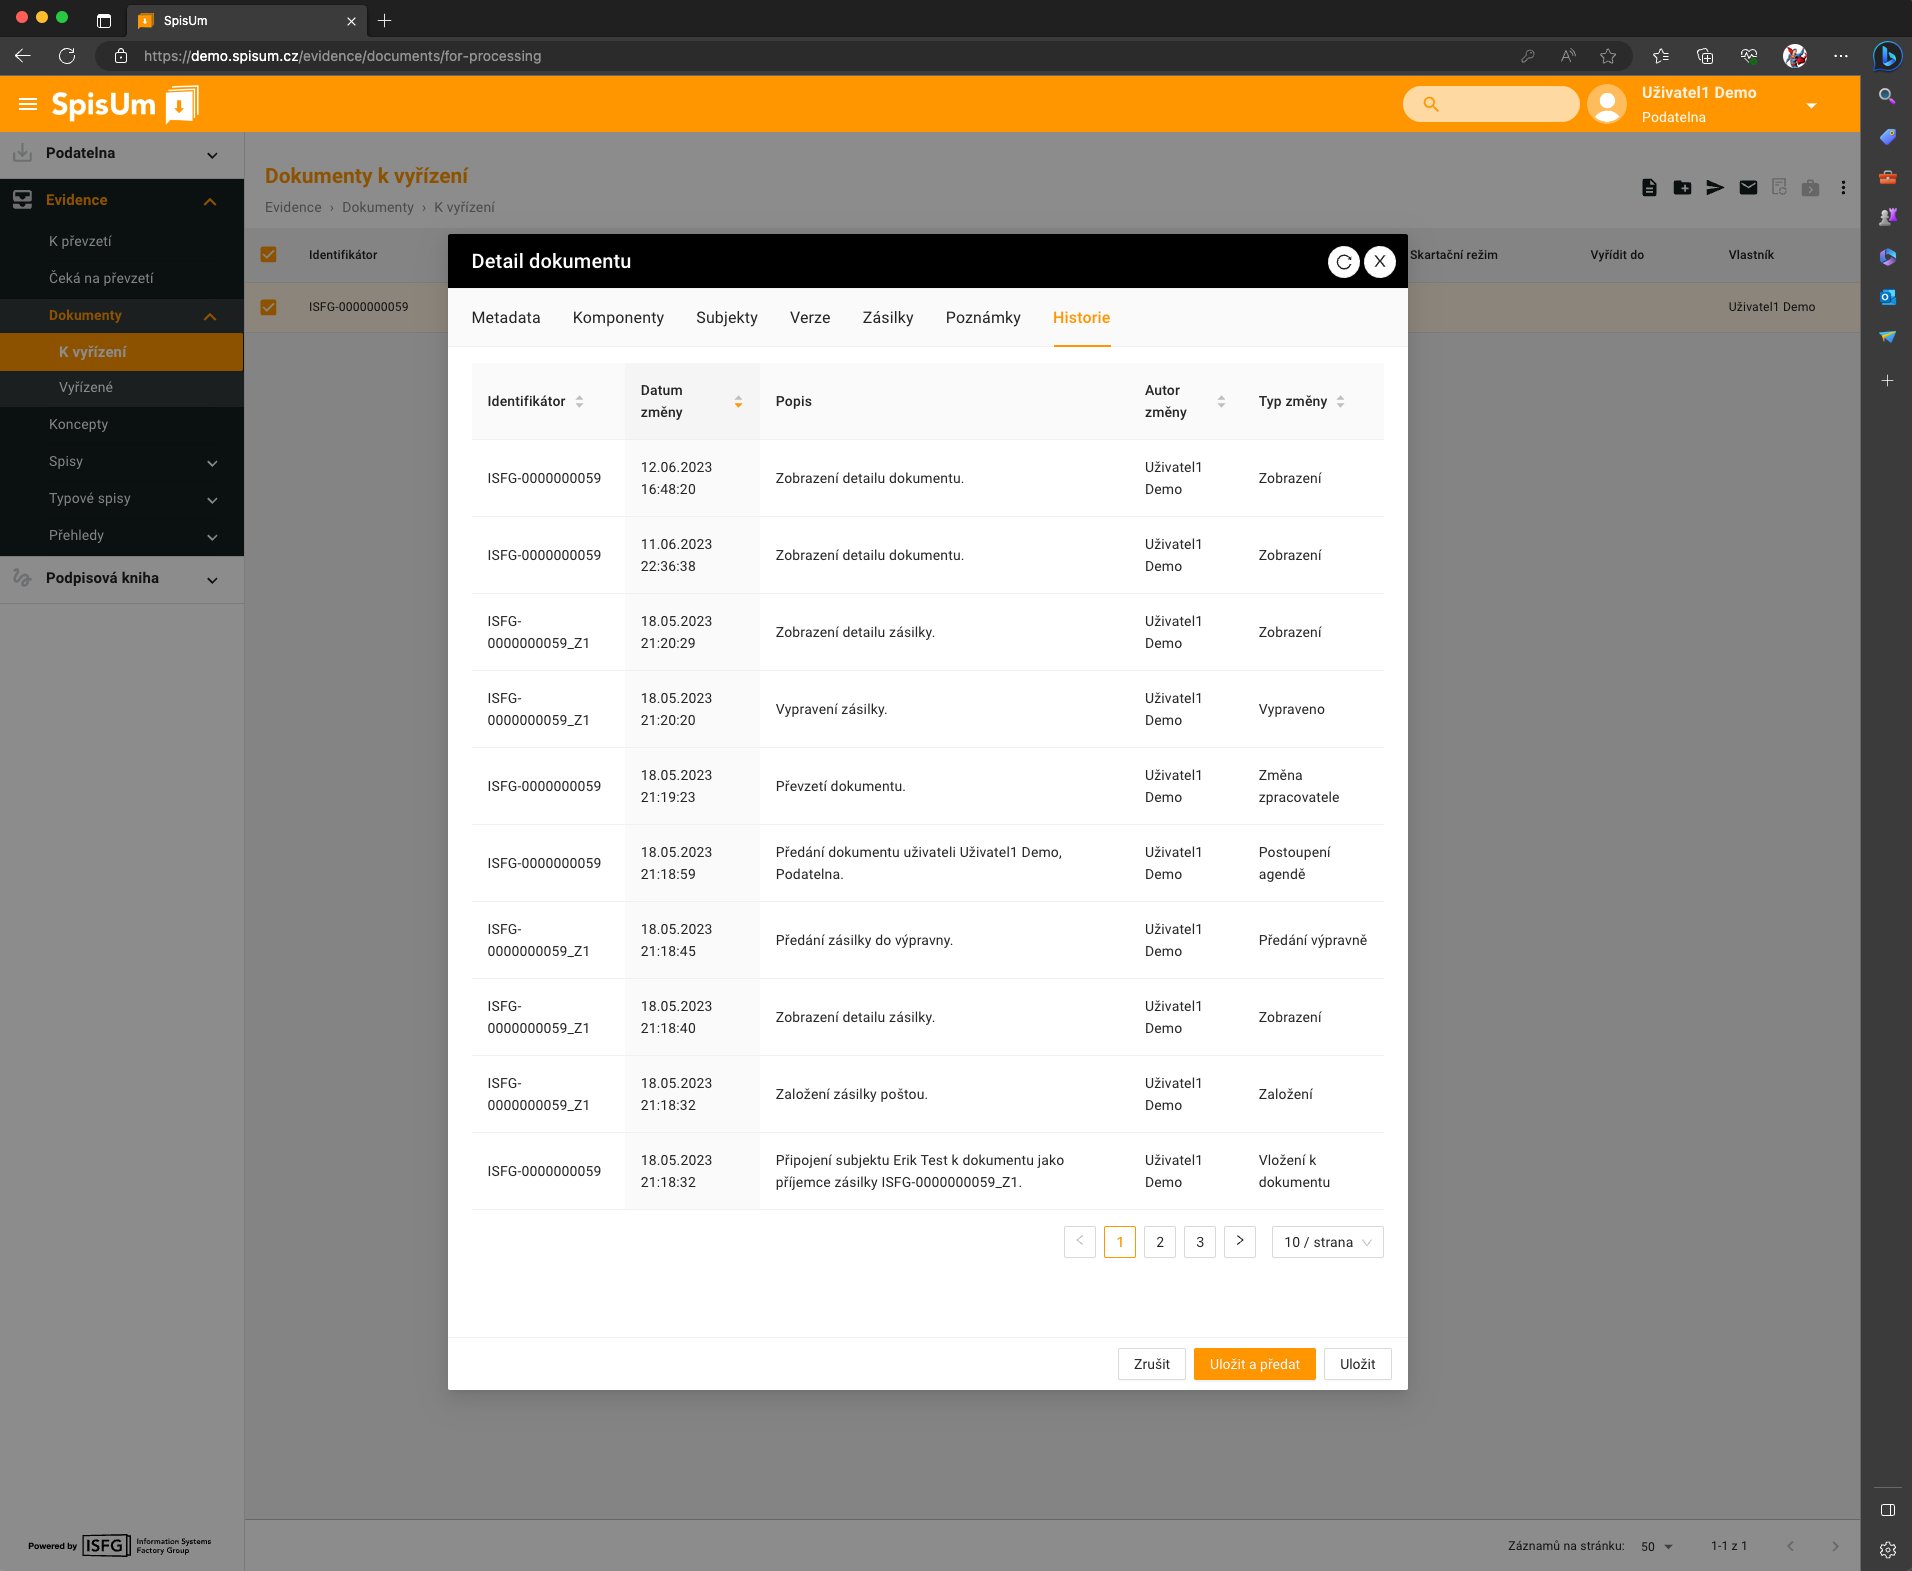 SpisUm
https://demo.spisum.cz/evidence/documents/for-processing
SpisUm
Uživatel1 Demo
Podatelna
Podatelna
Evidence
K převzetí
Čeká na převzetí
Dokumenty
K vyřízení
Vyřízené
Koncepty
Spisy
Typové spisy
Přehledy
Podpisová kniha
Powered by ISFG Information Systems
Factory Group
Dokumenty k vyřízení
Evidence › Dokumenty › K vyřízení
Identifikátor
Skartační režim
Vyřídit do
Vlastník
ISFG-0000000059
Uživatel1 Demo
Detail dokumentu
X
Metadata
Komponenty
Subjekty
Verze
Zásilky
Poznámky
Historie
Identifikátor
Datum
změny
Popis
Autor
změny
Typ změny
ISFG-0000000059
12.06.2023
16:48:20
Zobrazení detailu dokumentu.
Uživatel1
Demo
Zobrazení
ISFG-0000000059
11.06.2023
22:36:38
Zobrazení detailu dokumentu.
Uživatel1
Demo
Zobrazení
ISFG-
0000000059_Z1
18.05.2023
21:20:29
Zobrazení detailu zásilky.
Uživatel1
Demo
Zobrazení
ISFG-
0000000059_Z1
18.05.2023
21:20:20
Vypravení zásilky.
Uživatel1
Demo
Vypraveno
ISFG-0000000059
18.05.2023
21:19:23
Převzetí dokumentu.
Uživatel1
Demo
Změna
zpracovatele
ISFG-0000000059
18.05.2023
21:18:59
Předání dokumentu uživateli Uživatel1 Demo,
Podatelna.
Uživatel1
Demo
Postoupení
agendě
ISFG-
0000000059_Z1
18.05.2023
21:18:45
Předání zásilky do výpravny.
Uživatel1
Demo
Předání výpravně
ISFG-
0000000059_Z1
18.05.2023
21:18:40
Zobrazení detailu zásilky.
Uživatel1
Demo
Zobrazení
ISFG-
0000000059_Z1
18.05.2023
21:18:32
Založení zásilky poštou.
Uživatel1
Demo
Založení
ISFG-0000000059
18.05.2023
21:18:32
Připojení subjektu Erik Test k dokumentu jako
příjemce zásilky ISFG-0000000059_Z1.
Uživatel1
Demo
Vložení k
dokumentu
1
2
3
10 / strana
Zrušit
Uložit a předat
Uložit
Záznamů na stránku: 50
1-1 z 1